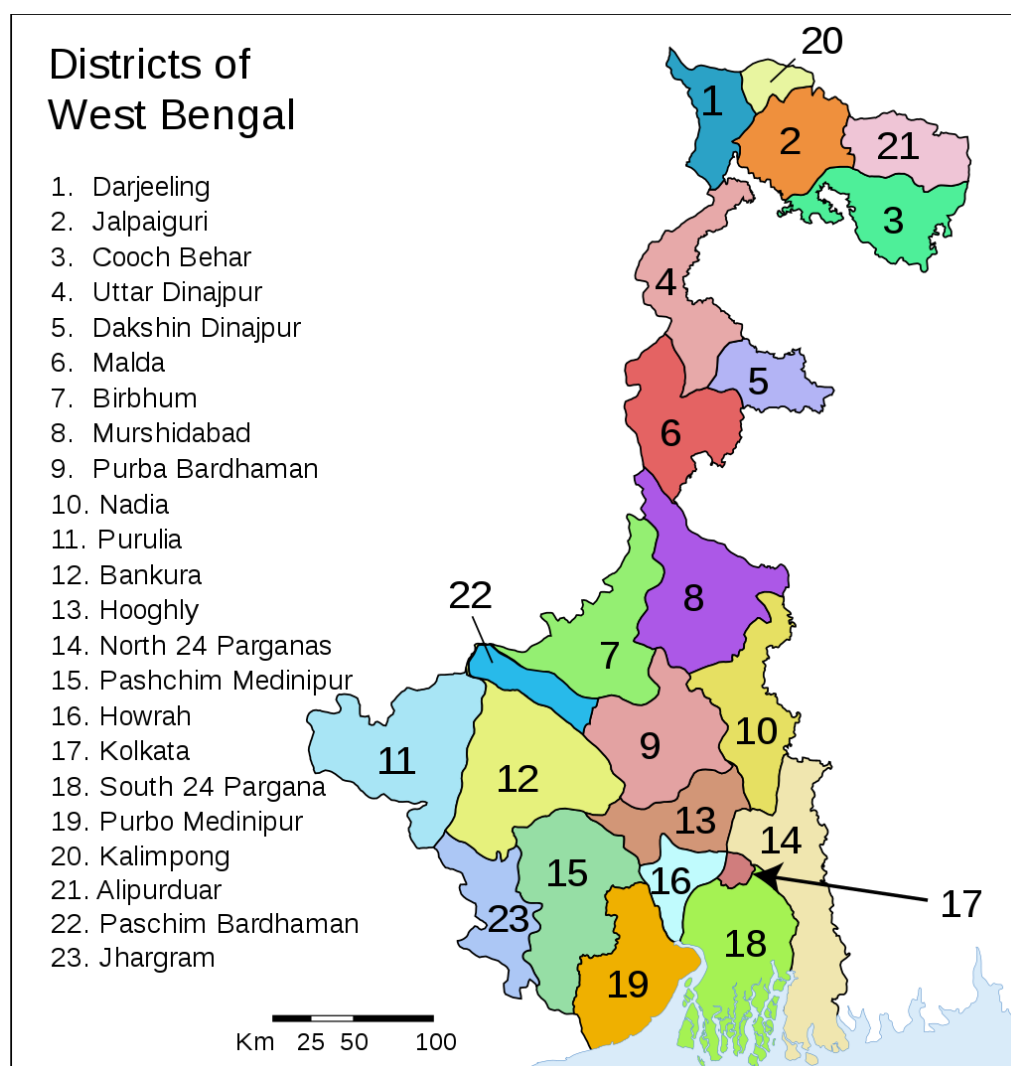 Districts of
West Bengal
1. Darjeeling
2. Jalpaiguri
3. Cooch Behar
4. Uttar Dinajpur
5. Dakshin Dinajpur
6. Malda
7. Birbhum
8. Murshidabad
9. Purba Bardhaman
10. Nadia
11. Purulia
12. Bankura
13. Hooghly
14. North 24 Parganas
15. Pashchim Medinipur
16. Howrah
17. Kolkata
18. South 24 Pargana
19. Purbo Medinipur
20. Kalimpong
21. Alipurduar
22. Paschim Bardhaman
23. Jhargram
20
1
2
21
3
4
5
6
8
22
7
10
9
11
12
13
14
15
16
17
23
18
19
Km 25 50 100